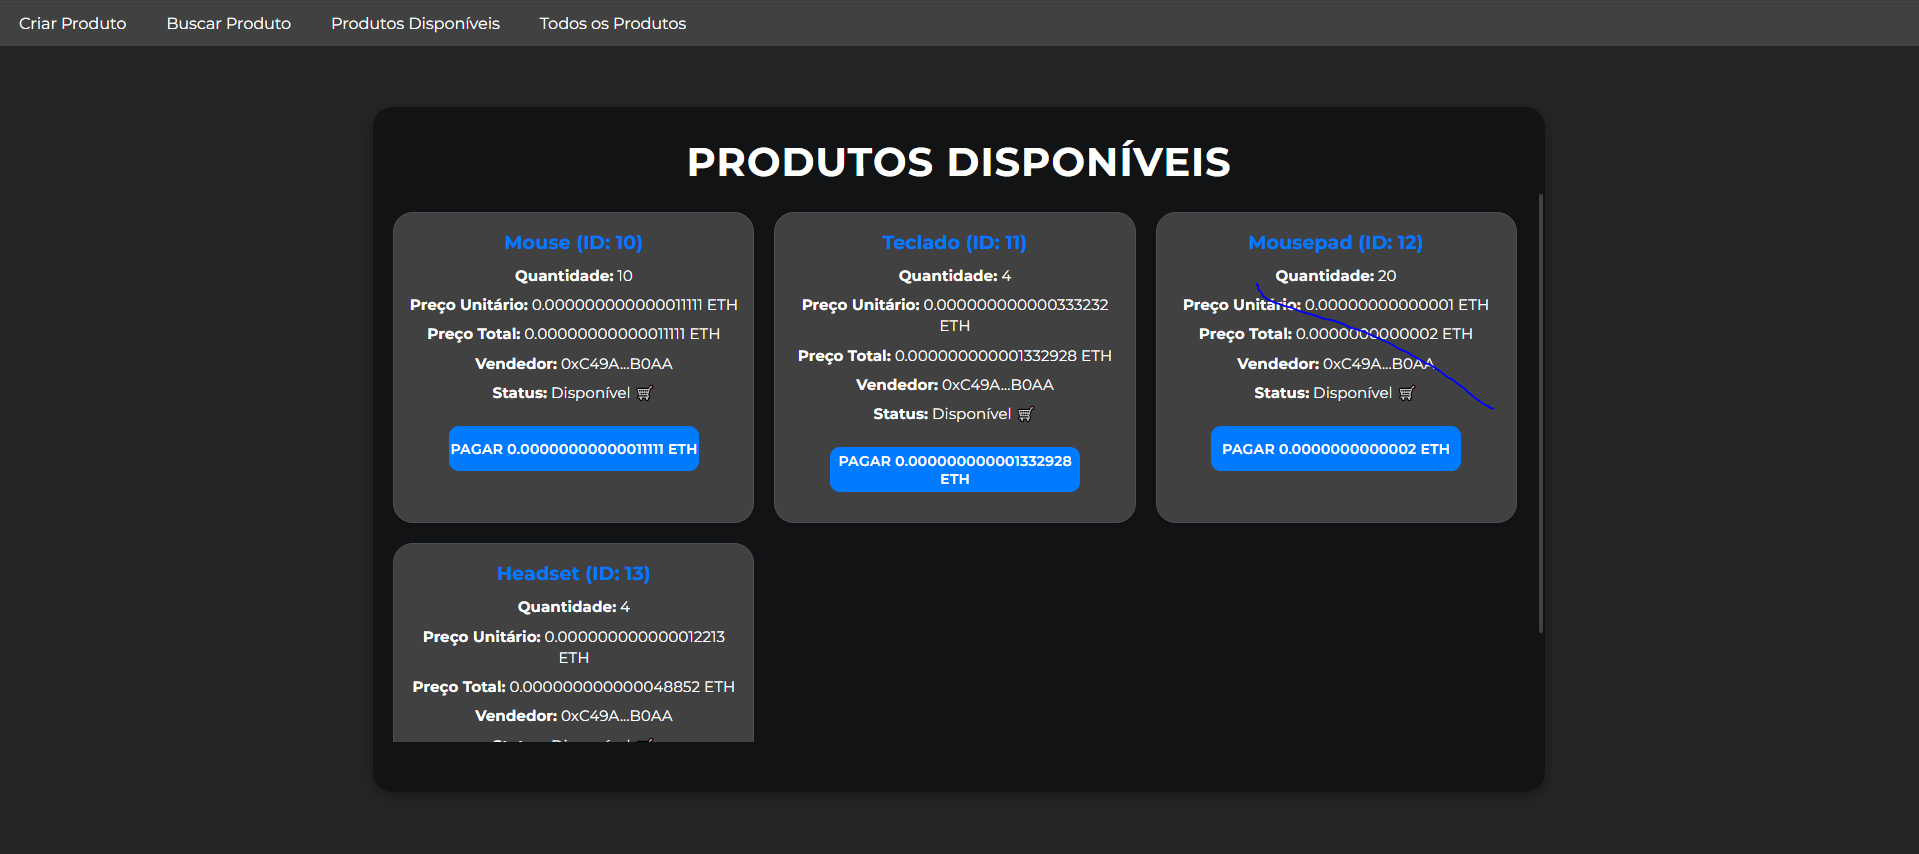 Criar Produto Buscar Produto Produtos Disponíveis Todos os Produtos
PRODUTOS DISPONÍVEIS
Mouse (ID: 10)
Quantidade: 10
Preço Unitário: 0.000000000000011111 ETH
Preço Total: 0.00000000000011111 ETH
Vendedor: 0xC49A...B0AA
Status: Disponível 🛒
PAGAR 0.00000000000011111 ETH
Teclado (ID: 11)
Quantidade: 4
Preço Unitário: 0.000000000000333232
ETH
Preço Total: 0.000000000001332928 ETH
Vendedor: 0xC49A...B0AA
Status: Disponível 🛒
PAGAR 0.000000000001332928
ETH
Mousepad (ID: 12)
Quantidade: 20
Preço Unitário: 0.00000000000001 ETH
Preço Total: 0.0000000000002 ETH
Vendedor: 0xC49A...B0AA
Status: Disponível 🛒
PAGAR 0.0000000000002 ETH
Headset (ID: 13)
Quantidade: 4
Preço Unitário: 0.000000000000012213
ETH
Preço Total: 0.000000000000048852 ETH
Vendedor: 0xC49A...B0AA